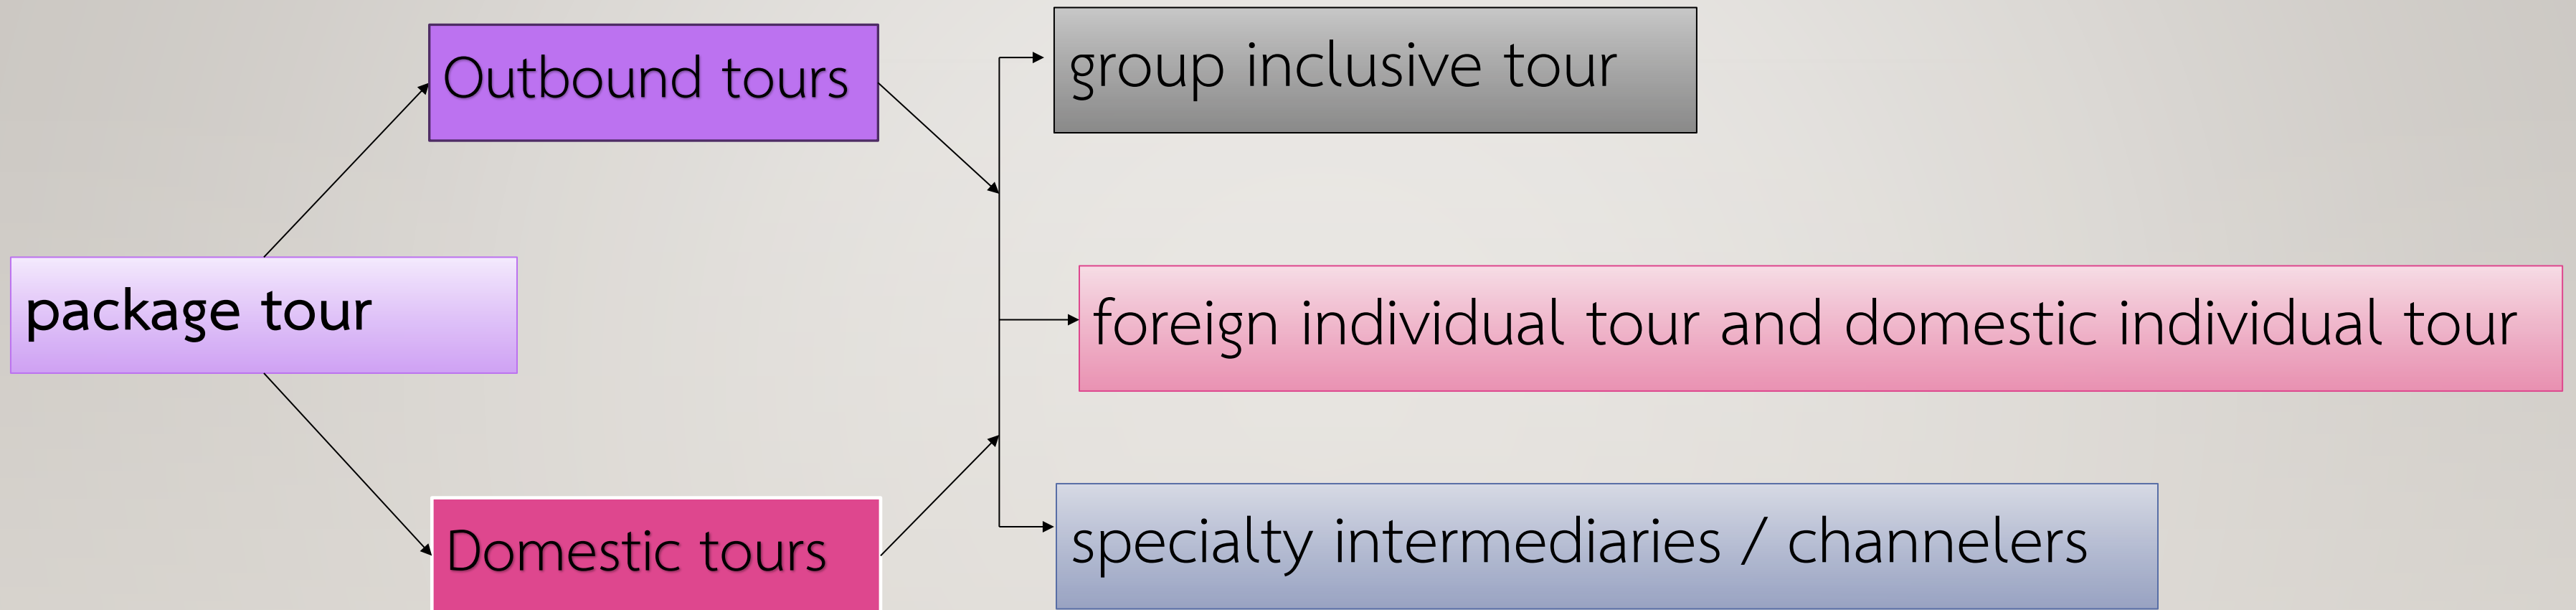 package tour
Outbound tours
Domestic tours
group inclusive tour
foreign individual tour and domestic individual tour
specialty intermediaries / channelers